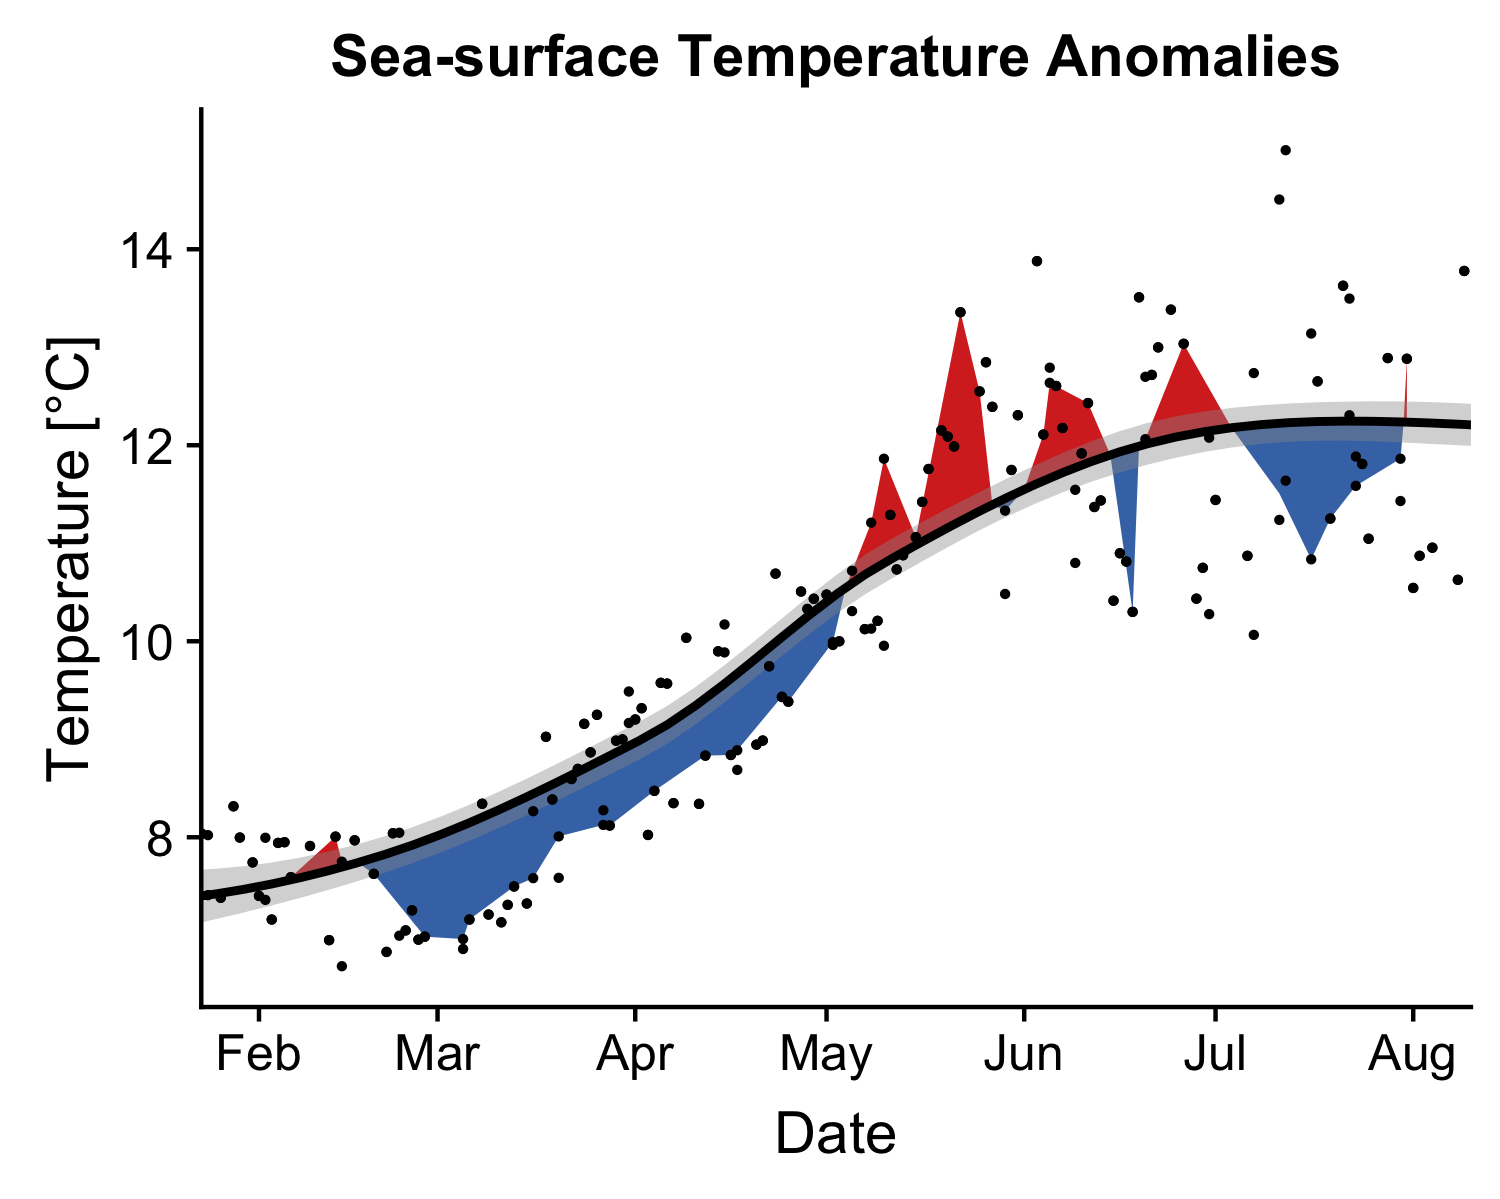 Sea-surface Temperature Anomalies
Temperature [°C]
14
12
10
8
Feb Mar Apr May Jun Jul Aug
Date